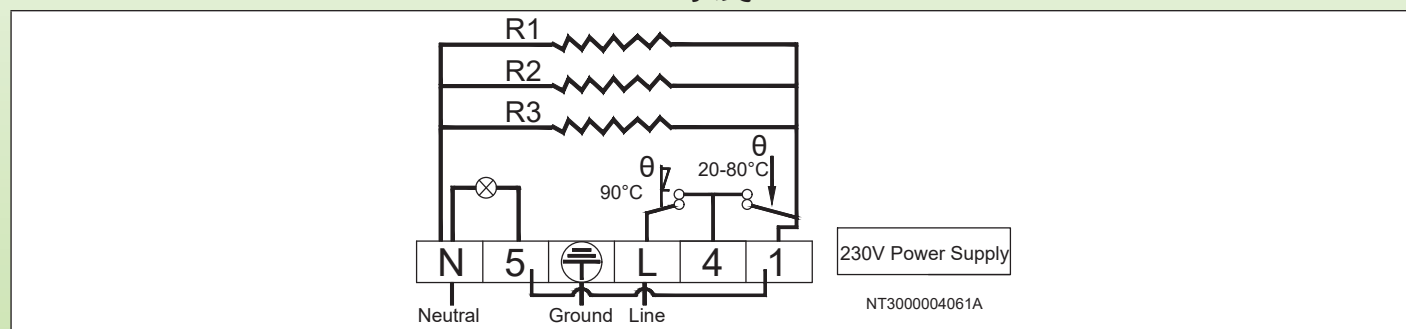 R1
R2
R3
θ
20-80°C
θ
90°C
N 5 L 4 1
230V Power Supply
Neutral Ground Line
NT3000004061A